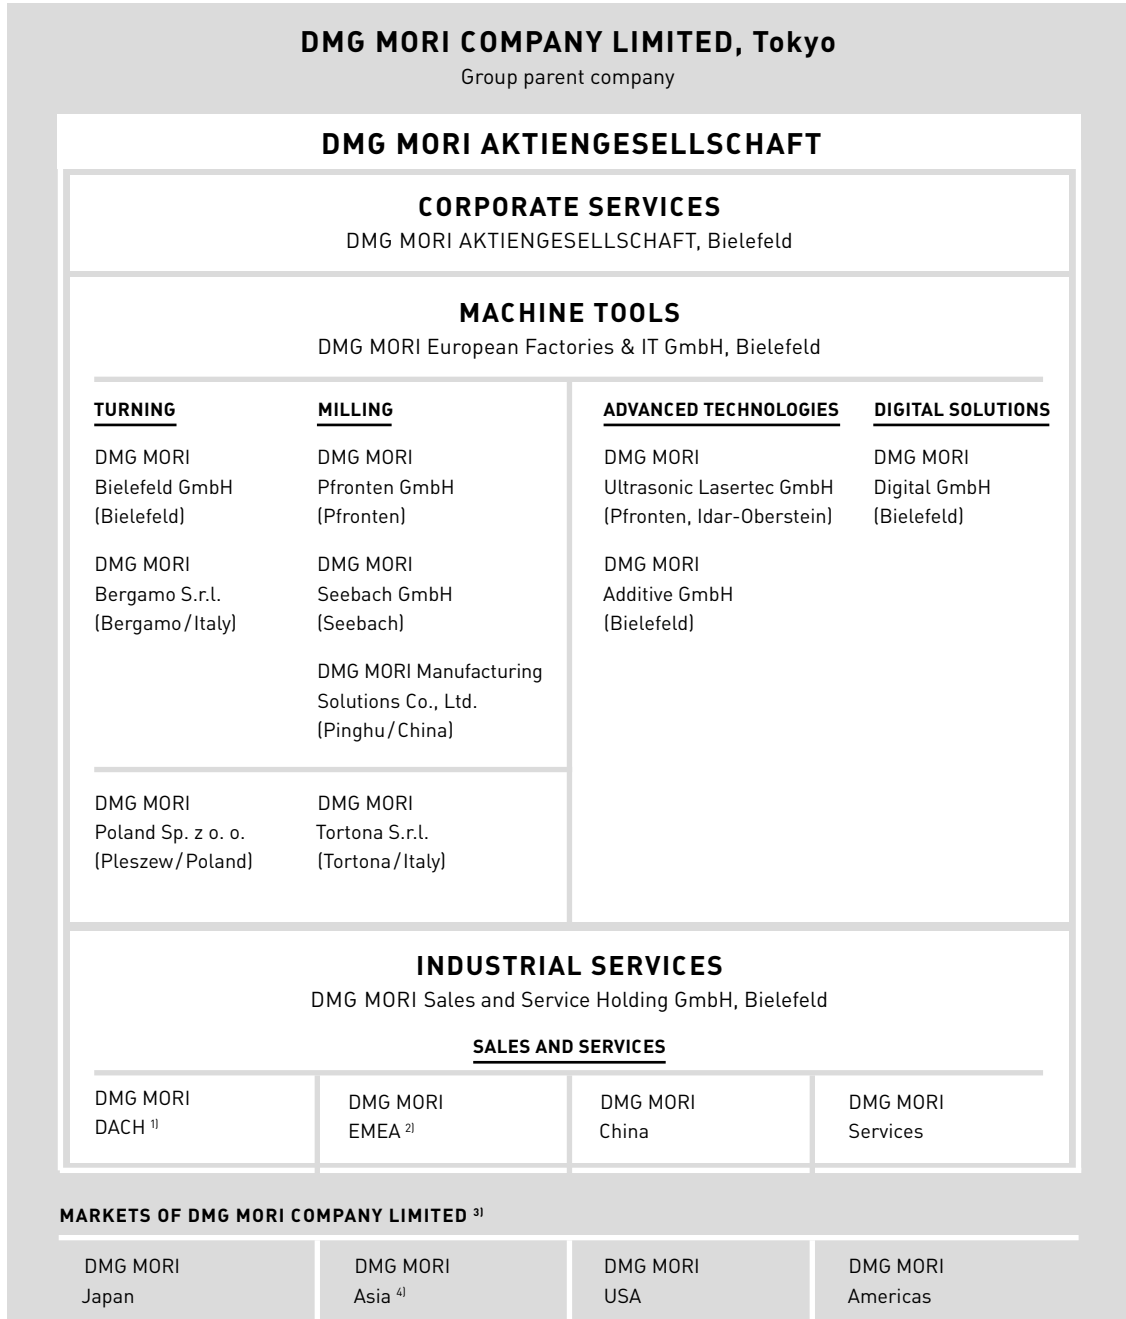 DMG MORI COMPANY LIMITED, Tokyo
Group parent company
DMG MORI AKTIENGESELLSCHAFT
CORPORATE SERVICES
DMG MORI AKTIENGESELLSCHAFT, Bielefeld
MACHINE TOOLS
DMG MORI European Factories & IT GmbH, Bielefeld
TURNING
DMG MORI
Bielefeld GmbH
(Bielefeld)
DMG MORI
Bergamo S.r.l.
(Bergamo/Italy)
MILLING
DMG MORI
Pfronten GmbH
(Pfronten)
DMG MORI
Seebach GmbH
(Seebach)
DMG MORI Manufacturing
Solutions Co., Ltd.
(Pinghu/China)
DMG MORI
Poland Sp. z o. o.
(Pleszew/Poland)
DMG MORI
Tortona S.r.l.
(Tortona/Italy)
ADVANCED TECHNOLOGIES
DMG MORI
Ultrasonic Lasertec GmbH
(Pfronten, Idar-Oberstein)
DMG MORI
Additive GmbH
(Bielefeld)
DIGITAL SOLUTIONS
DMG MORI
Digital GmbH
(Bielefeld)
INDUSTRIAL SERVICES
DMG MORI Sales and Service Holding GmbH, Bielefeld
SALES AND SERVICES
DMG MORI
DACH 1)
DMG MORI
EMEA 2)
DMG MORI
China
DMG MORI
Services
MARKETS OF DMG MORI COMPANY LIMITED 3)
DMG MORI
Japan
DMG MORI
Asia 4)
DMG MORI
USA
DMG MORI
Americas